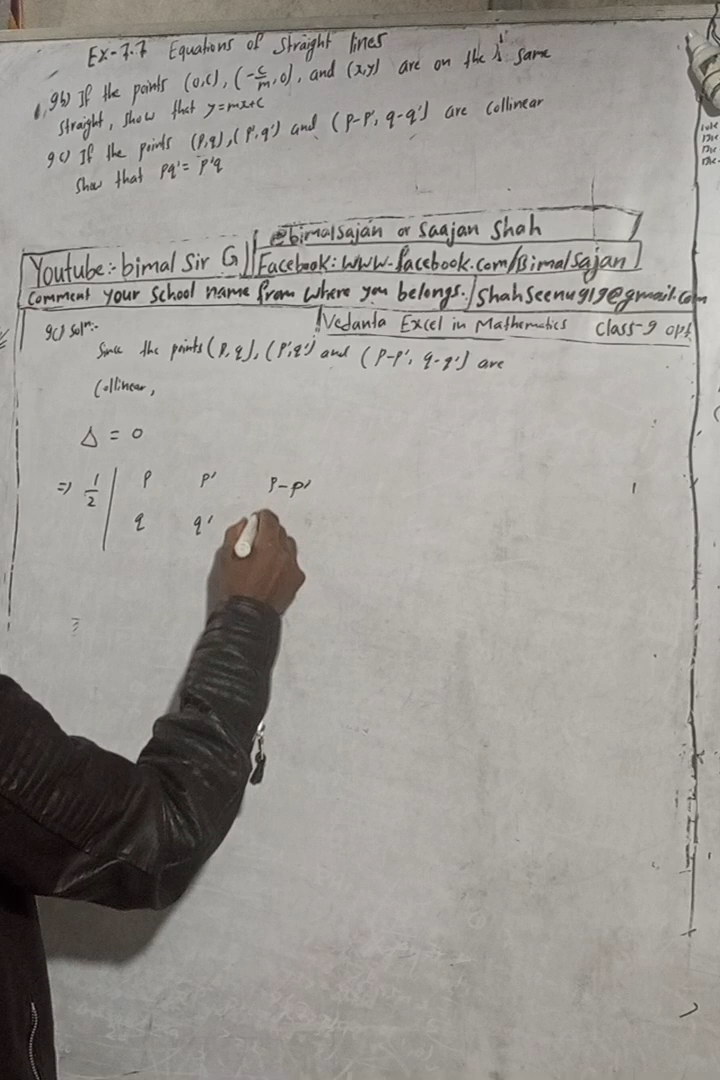 Ex-7.7 Equations of Straight lines
9b) If the points (0,c), (-c/m, 0), and (x,y) are on the same
straight, show that y=mx+c
9c) If the points (p,q), (p',q') and (p-p', q-q') are collinear
Show that pq' = p'q
@bimalsajan or Saajan Shah
Youtube:- bimal Sir G
Facebook: www.facebook.com/Bimalsajan
Comment your School name from where you belongs.
Shahseenu919@gmail.com
Vedanta Excel in Mathematics Class-9 opt
9c) Soln:-
Since the points (p,q), (p',q') and (p-p', q-q') are
Collinear,
Δ = 0
=> 1/2 | p p' p-p'
q q'